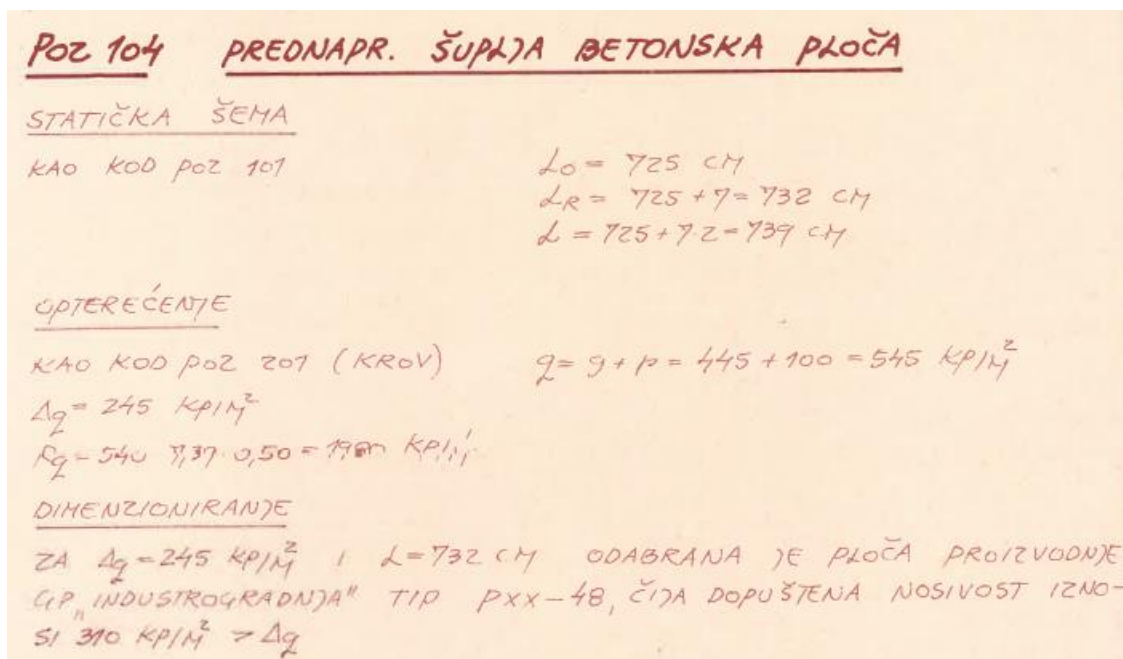 POZ 104 PREDNAPR. ŠUPLJA BETONSKA PLOČA
STATIČKA ŠEMA
KAO KOD POZ 101
L₀ = 725 CM
L_R = 725 + 7 = 732 CM
L = 725 + 7·2 = 739 CM
OPTEREĆENJE
KAO KOD POZ 201 (KROV) q = g + p = 445 + 100 = 545 KP/M²
Δq = 245 KP/M²
Rq = 540 7,37 · 0,50 = KP/M'
DIMENZIONIRANJE
ZA Δq = 245 KP/M² I L = 732 CM ODABRANA JE PLOČA PROIZVODNJE
GP „INDUSTROGRADNJA" TIP PXX-48, ČIJA DOPUŠTENA NOSIVOST IZNO-
SI 310 KP/M² > Δq